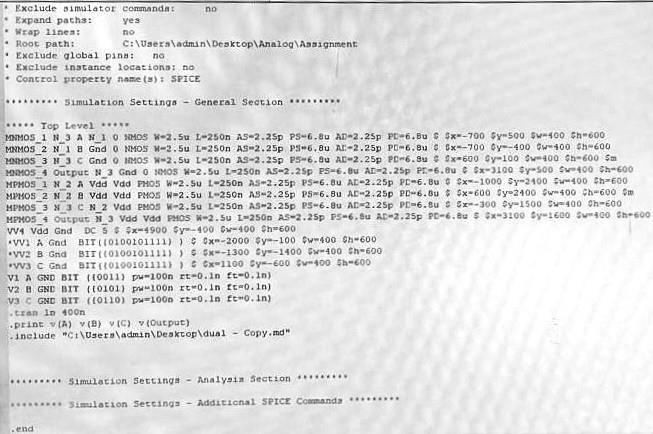 * Exclude simulator commands: no
* Expand paths: yes
* Wrap lines: no
* Root path: C:\Users\admin\Desktop\Analog\Assignment
* Exclude global pins: no
* Exclude instance locations: no
* Control property name(s): SPICE
********* Simulation Settings - General Section *********
***** Top Level *****
MNMOS_1 N_3 A N_1 0 NMOS W=2.5u L=250n AS=2.25p PS=6.8u AD=2.25p PD=6.8u $ $x=-700 $y=500 $w=400 $h=600
MNMOS_2 N_1 B Gnd 0 NMOS W=2.5u L=250n AS=2.25p PS=6.8u AD=2.25p PD=6.8u $ $x=-700 $y=-400 $w=400 $h=600
MNMOS_3 N_3 C Gnd 0 NMOS W=2.5u L=250n AS=2.25p PS=6.8u AD=2.25p PD=6.8u $ $x=600 $y=100 $w=400 $h=600 $m
MNMOS_4 Output N_3 Gnd 0 NMOS W=2.5u L=250n AS=2.25p PS=6.8u AD=2.25p PD=6.8u $ $x=3100 $y=500 $w=400 $h=600
MPMOS_1 N_2 A Vdd Vdd PMOS W=2.5u L=250n AS=2.25p PS=6.8u AD=2.25p PD=6.8u $ $x=-1000 $y=2400 $w=400 $h=600
MPMOS_2 N_2 B Vdd Vdd PMOS W=2.5u L=250n AS=2.25p PS=6.8u AD=2.25p PD=6.8u $ $x=600 $y=2400 $w=400 $h=600 $m
MPMOS_3 N_3 C N_2 Vdd PMOS W=2.5u L=250n AS=2.25p PS=6.8u AD=2.25p PD=6.8u $ $x=-300 $y=1500 $w=400 $h=600
MPMOS_4 Output N_3 Vdd Vdd PMOS W=2.5u L=250n AS=2.25p PS=6.8u AD=2.25p PD=6.8u $ $x=3100 $y=1600 $w=400 $h=600
VV4 Vdd Gnd DC 5 $ $x=4900 $y=-400 $w=400 $h=600
*VV1 A Gnd BIT({0100101111} ) $ $x=-2000 $y=-100 $w=400 $h=600
*VV2 B Gnd BIT({0100101111} ) $ $x=-1300 $y=-1400 $w=400 $h=600
*VV3 C Gnd BIT({0100101111} ) $ $x=1100 $y=-600 $w=400 $h=600
V1 A GND BIT ({0011} pw=100n rt=0.1n ft=0.1n)
V2 B GND BIT ({0101} pw=100n rt=0.1n ft=0.1n)
V3 C GND BIT ({0110} pw=100n rt=0.1n ft=0.1n)
.tran 1n 400n
.print v(A) v(B) v(C) v(Output)
.include "C:\Users\admin\Desktop\dual - Copy.md"
********* Simulation Settings - Analysis Section *********
********* Simulation Settings - Additional SPICE Commands *********
.end